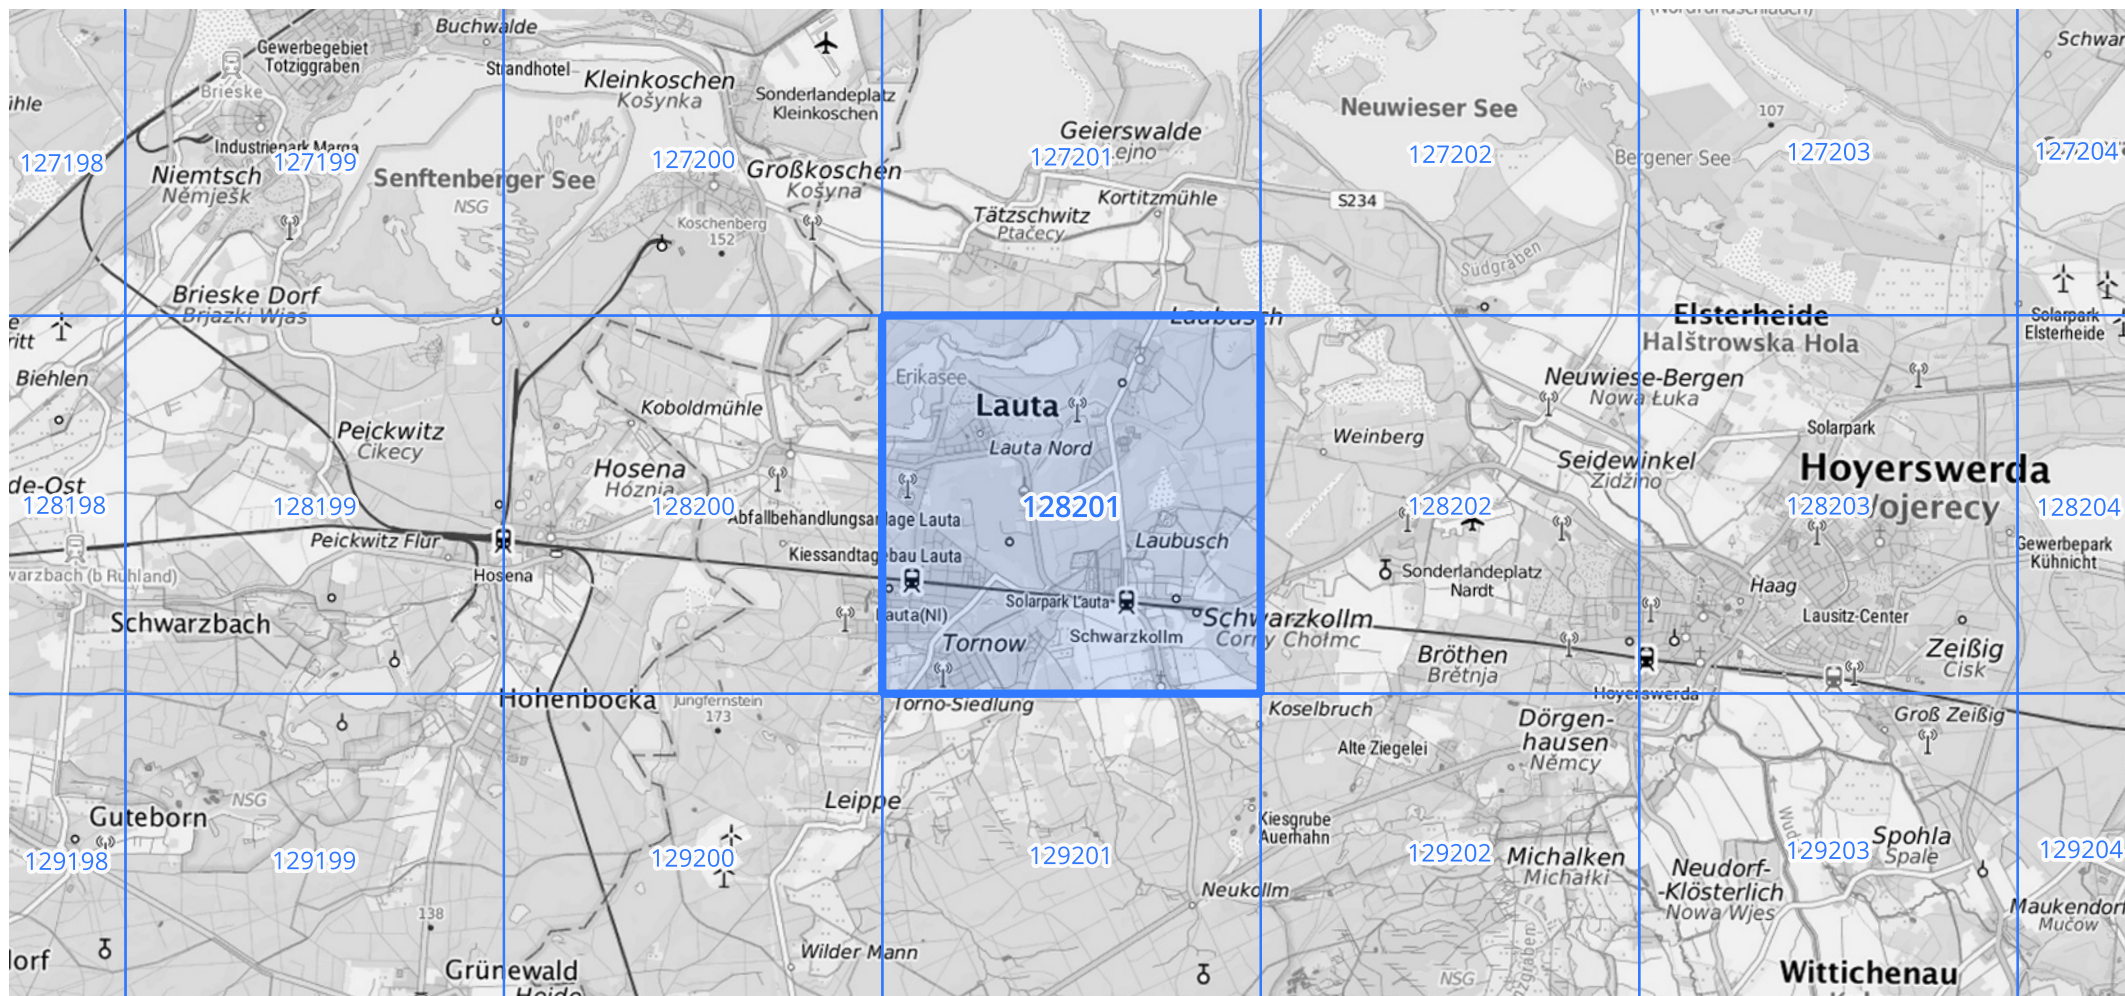 Buchwalde
Gewerbegebiet
Totziggraben
Strandhotel
Kleinkoschen
Košynka
Sonderlandeplatz
Kleinkoschen
Brieske
Industriepark Marga
Niemtsch
Němješk
Senftenberger See
NSG
Großkoschen
Košyna
Koschenberg
152
Geierswalde
Tätzschwitz
Ptačecy
Kortitzmühle
Neuwieser See
S234
Bergener See
107
Südgraben
127198
127199
127200
127201
127202
127203
127204
Brieske Dorf
Brjazki Wjas
Laubusch
Elsterheide
Halštrowska Hola
Solarpark
Elsterheide
Biehlen
Erikasee
Lauta
Lauta Nord
Koboldmühle
Peickwitz
Cikecy
Hosena
Hóznja
Weinberg
Neuwiese-Bergen
Nowa Łuka
Solarpark
Seidewinkel
Židžino
Hoyerswerda
128198
128199
128200
128201
128202
128203
128204
Abfallbehandlungsanlage Lauta
Peickwitz Flur
Kiessandtagebau Lauta
Laubusch
Gewerbepark
Kühnicht
Hosena
Sonderlandeplatz
Nardt
Haag
Schwarzbach
Lauta(Nl)
Solarpark Lauta
Schwarzkollm
Čorny Chołmc
Lausitz-Center
Tornow
Schwarzkollm
Bröthen
Brětnja
Zeißig
Cisk
Hoyerswerda
Hohenbocka
Jungfernstein
173
Torno-Siedlung
Koselbruch
Dörgen-
hausen
Němcy
Groß Zeißig
Alte Ziegelei
NSG
Guteborn
Leippe
Kiesgrube
Auerhahn
Spohla
Spale
Michalken
Michałki
129198
129199
129200
129201
129202
129203
129204
Neudorf-
-Klösterlich
Nowa Wjes
Neukollm
Maukendorf
Mučow
138
Wilder Mann
Grünewald
Heide
NSG
Wittichenau